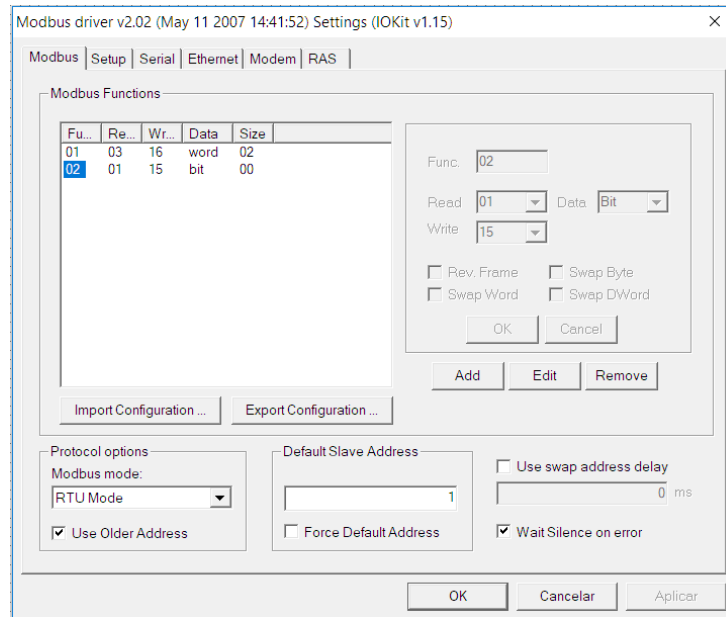 Modbus driver v2.02 (May 11 2007 14:41:52) Settings (IOKit v1.15)
Modbus Setup Serial Ethernet Modem RAS
Modbus Functions
Fu... Re... Wr... Data Size
01 03 16 word 02
02 01 15 bit 00
Func. 02
Read 01 Data Bit
Write 15
Rev. Frame Swap Byte
Swap Word Swap DWord
OK Cancel
Add Edit Remove
Import Configuration ... Export Configuration ...
Protocol options
Modbus mode:
RTU Mode
Use Older Address
Default Slave Address
1
Force Default Address
Use swap address delay
0 ms
Wait Silence on error
OK Cancelar Aplicar